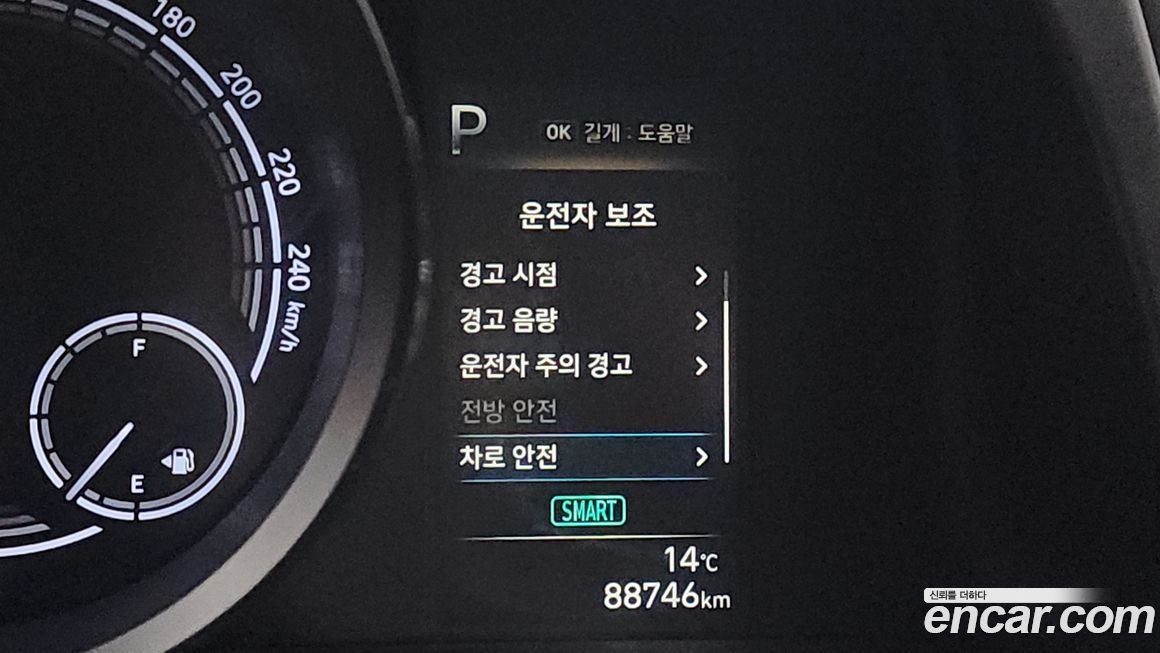 180
200
220
240 km/h
F
E
P
OK 길게 : 도움말
운전자 보조
경고 시점
경고 음량
운전자 주의 경고
전방 안전
차로 안전
SMART
14℃
88746km
신뢰를 더하다
encar.com